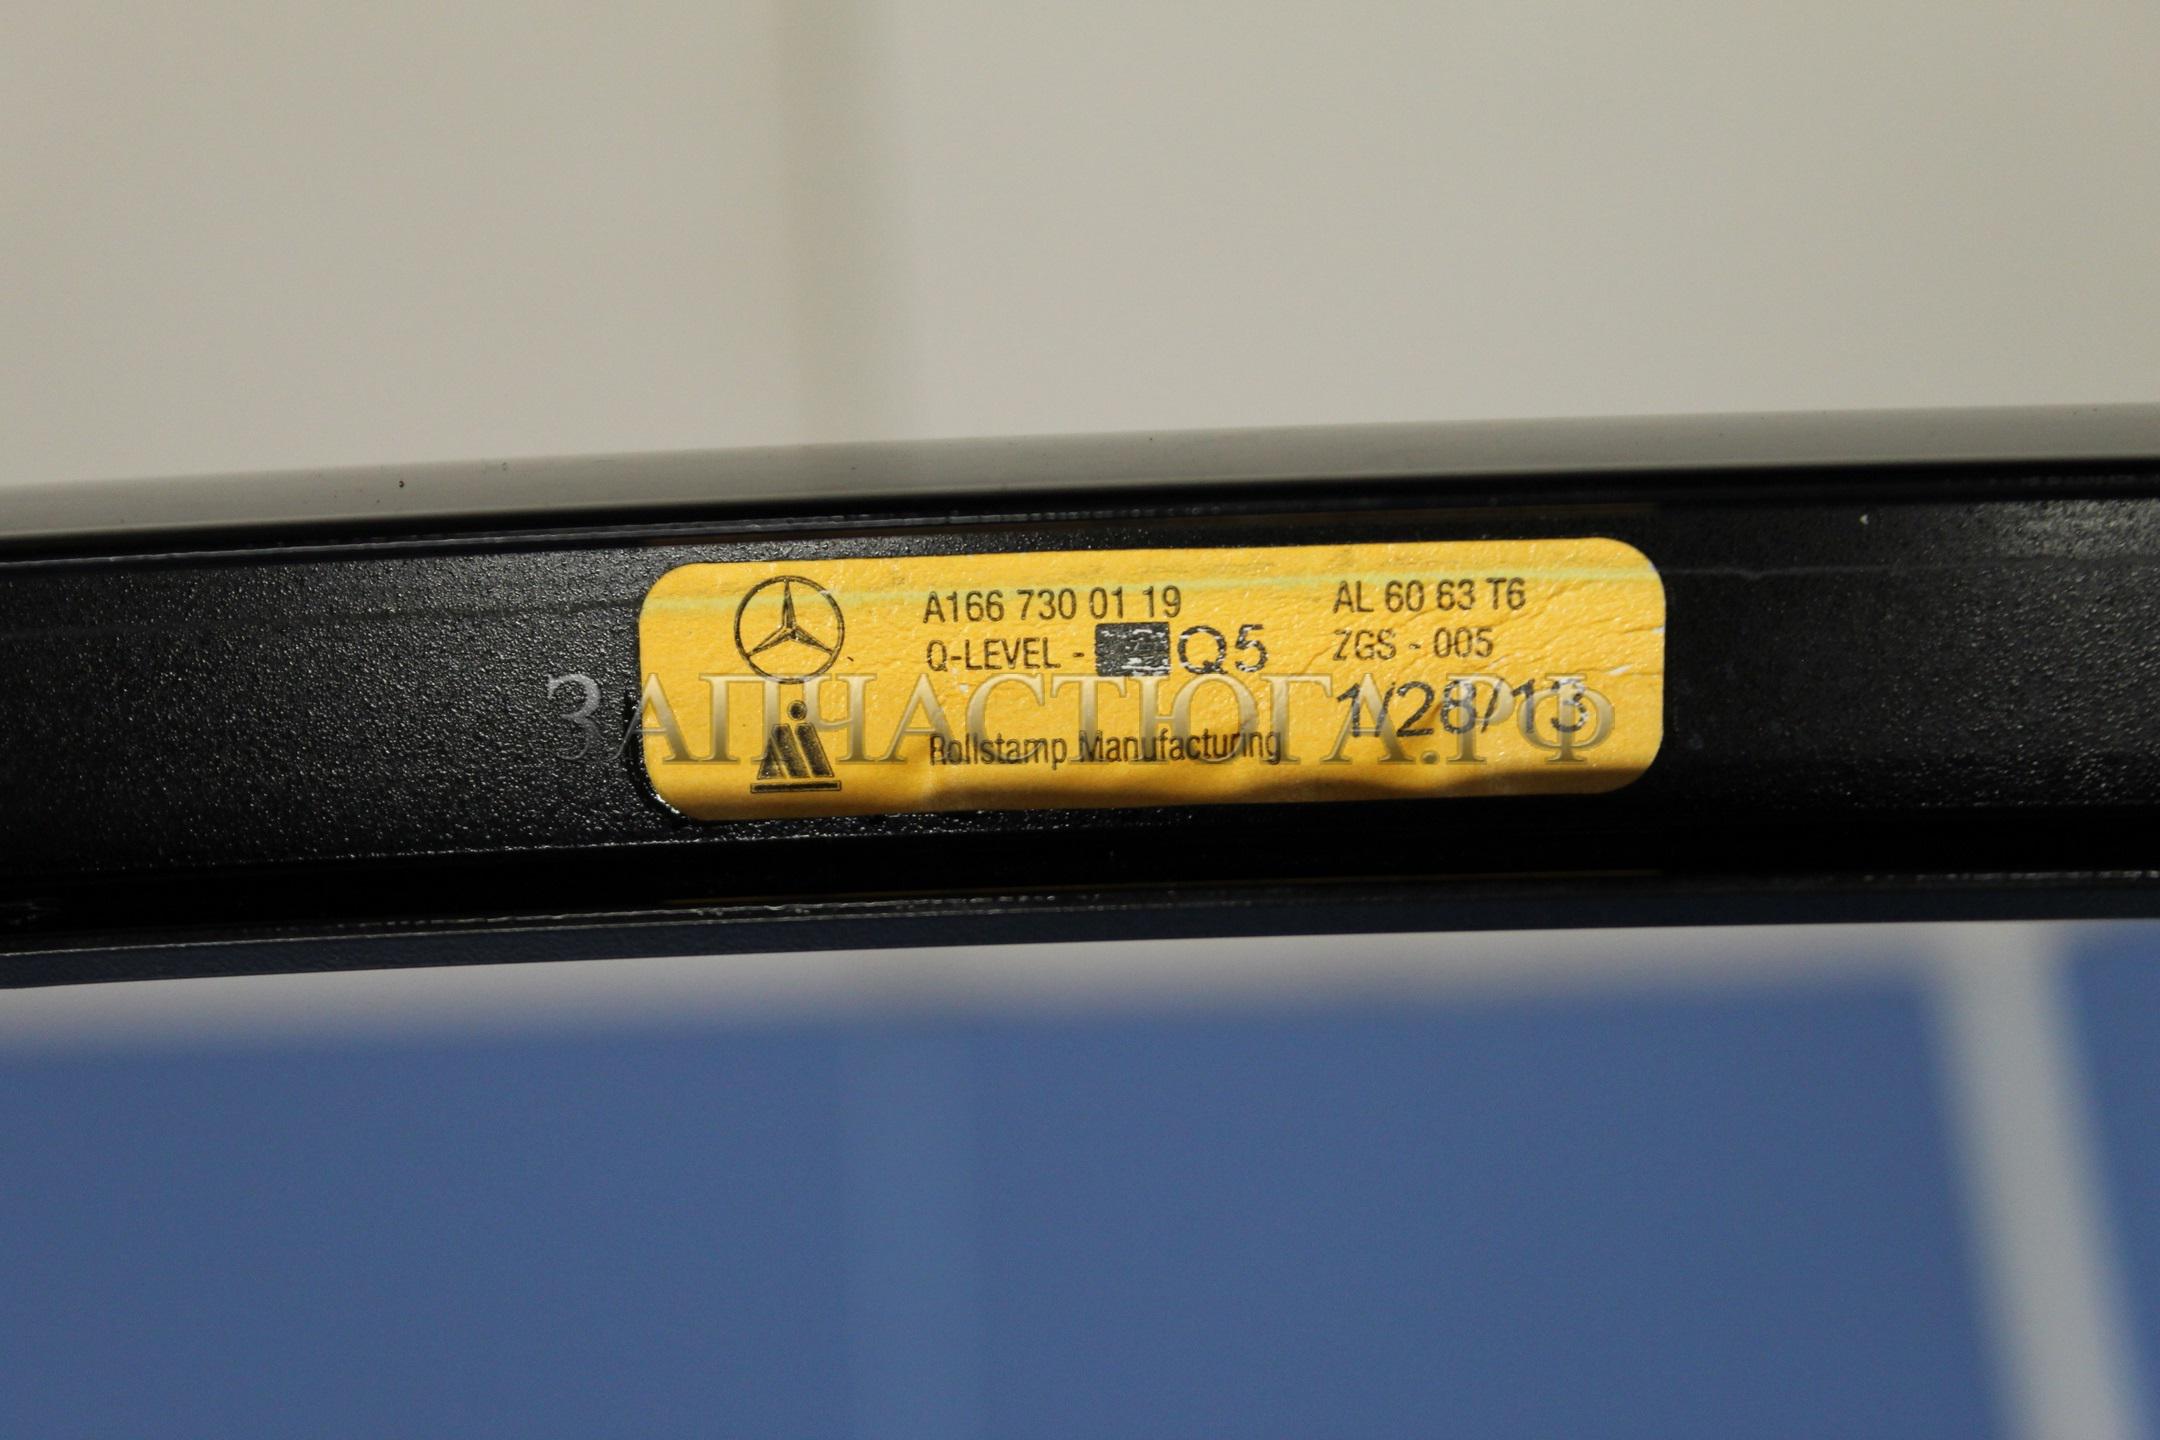 A166 730 01 19
AL 60 63 T6
Q-LEVEL - Q5
ZGS - 005
1/28/13
ЗАПЧАСТЮГА.РФ
Rollstamp Manufacturing